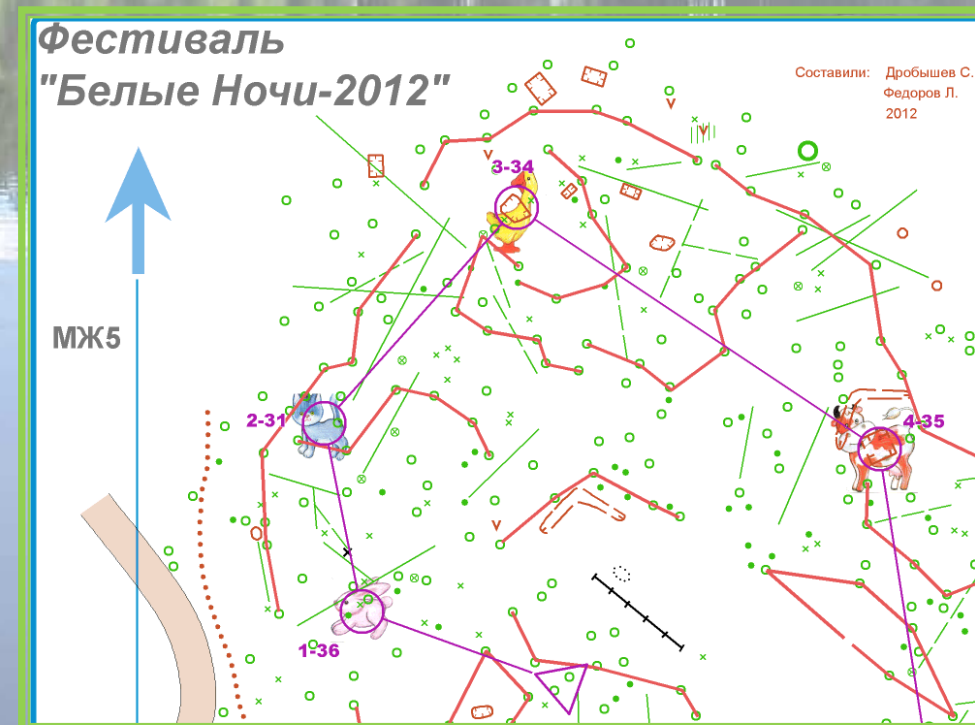 Фестиваль
"Белые Ночи-2012"
Составили: Дробышев С.
Федоров Л.
2012
МЖ5
3-34
2-31
4-35
1-36